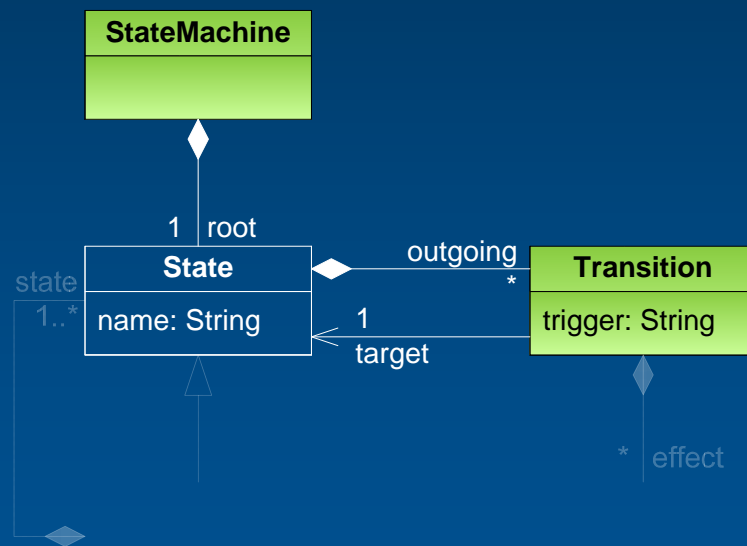 StateMachine
1 root
State
name: String
outgoing
*
Transition
trigger: String
1
target
state
1..*
* effect